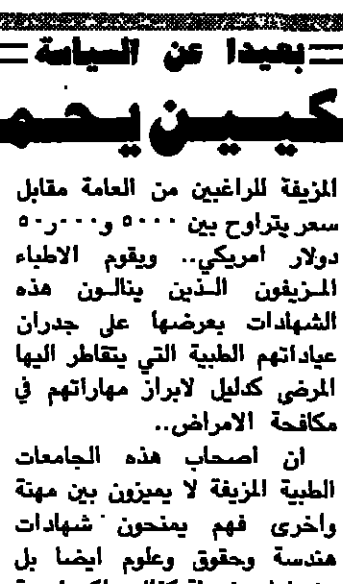 بعيدا عن السياسة
كيين يحم
المزيفة للراغبين من العامة مقابل
سعر يتراوح بين ٥٠٠٠ و٥٠٫٠٠٠
دولار امريكي.. ويقوم الاطباء
المزيفون الذين ينالون هذه
الشهادات بعرضها على جدران
عياداتهم الطبية التي يتقاطر اليها
المرضى كدليل لابراز مهاراتهم في
مكافحة الامراض..
ان اصحاب هذه الجامعات
الطبية المزيفة لا يميزون بين مهنة
واخرى فهم يمنحون شهادات
هندسة وحقوق وعلوم ايضا بل